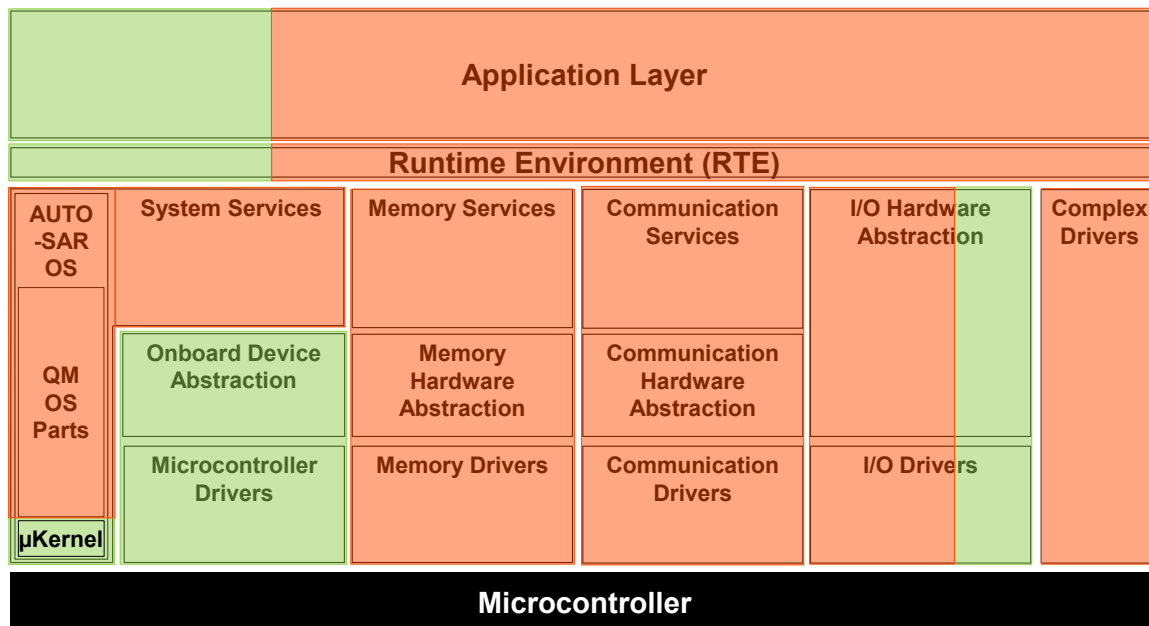 Application Layer
Runtime Environment (RTE)
AUTO
-SAR
OS
QM
OS
Parts
µKernel
System Services
Onboard Device
Abstraction
Microcontroller
Drivers
Memory Services
Memory
Hardware
Abstraction
Memory Drivers
Communication
Services
Communication
Hardware
Abstraction
Communication
Drivers
I/O Hardware
Abstraction
I/O Drivers
Complex
Drivers
Microcontroller